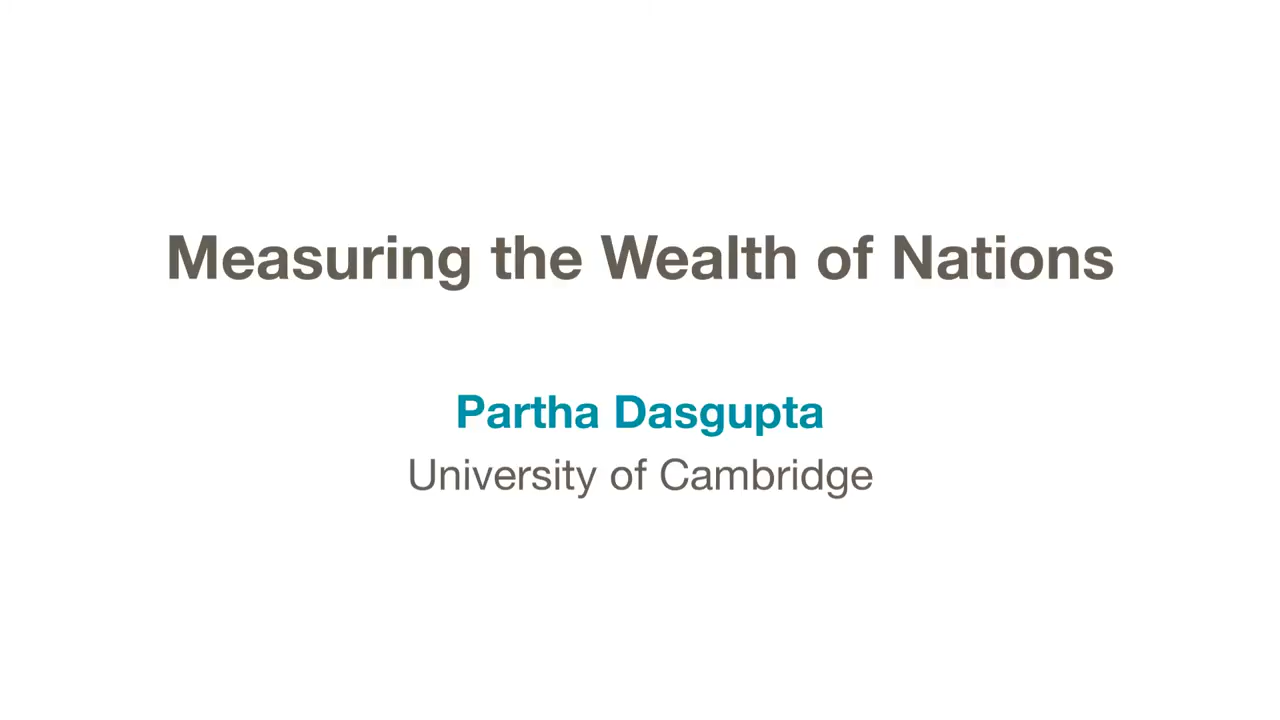 Measuring the Wealth of Nations
Partha Dasgupta
University of Cambridge